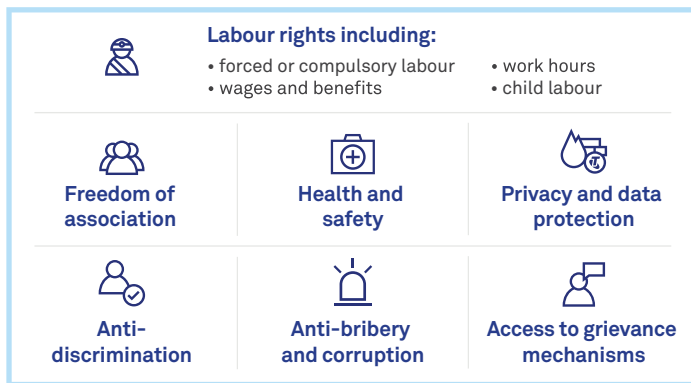 Labour rights including:
• forced or compulsory labour
• wages and benefits
• work hours
• child labour
Freedom of
association
Health and
safety
Privacy and data
protection
Anti-
discrimination
Anti-bribery
and corruption
Access to grievance
mechanisms